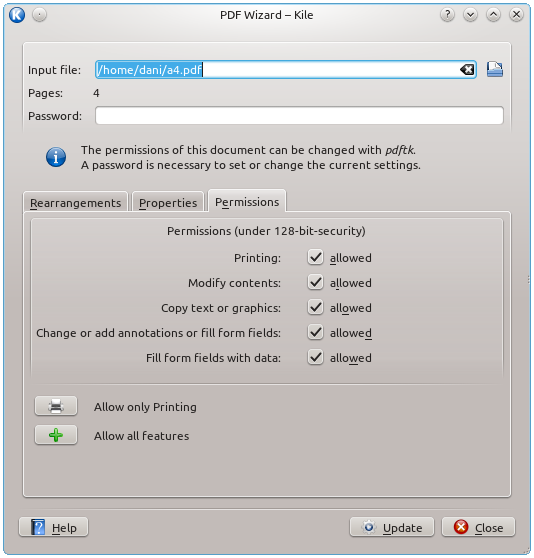 PDF Wizard – Kile
Input file: /home/dani/a4.pdf
Pages: 4
Password:
The permissions of this document can be changed with pdftk.
A password is necessary to set or change the current settings.
Rearrangements Properties Permissions
Permissions (under 128-bit-security)
Printing: allowed
Modify contents: allowed
Copy text or graphics: allowed
Change or add annotations or fill form fields: allowed
Fill form fields with data: allowed
Allow only Printing
Allow all features
Help Update Close